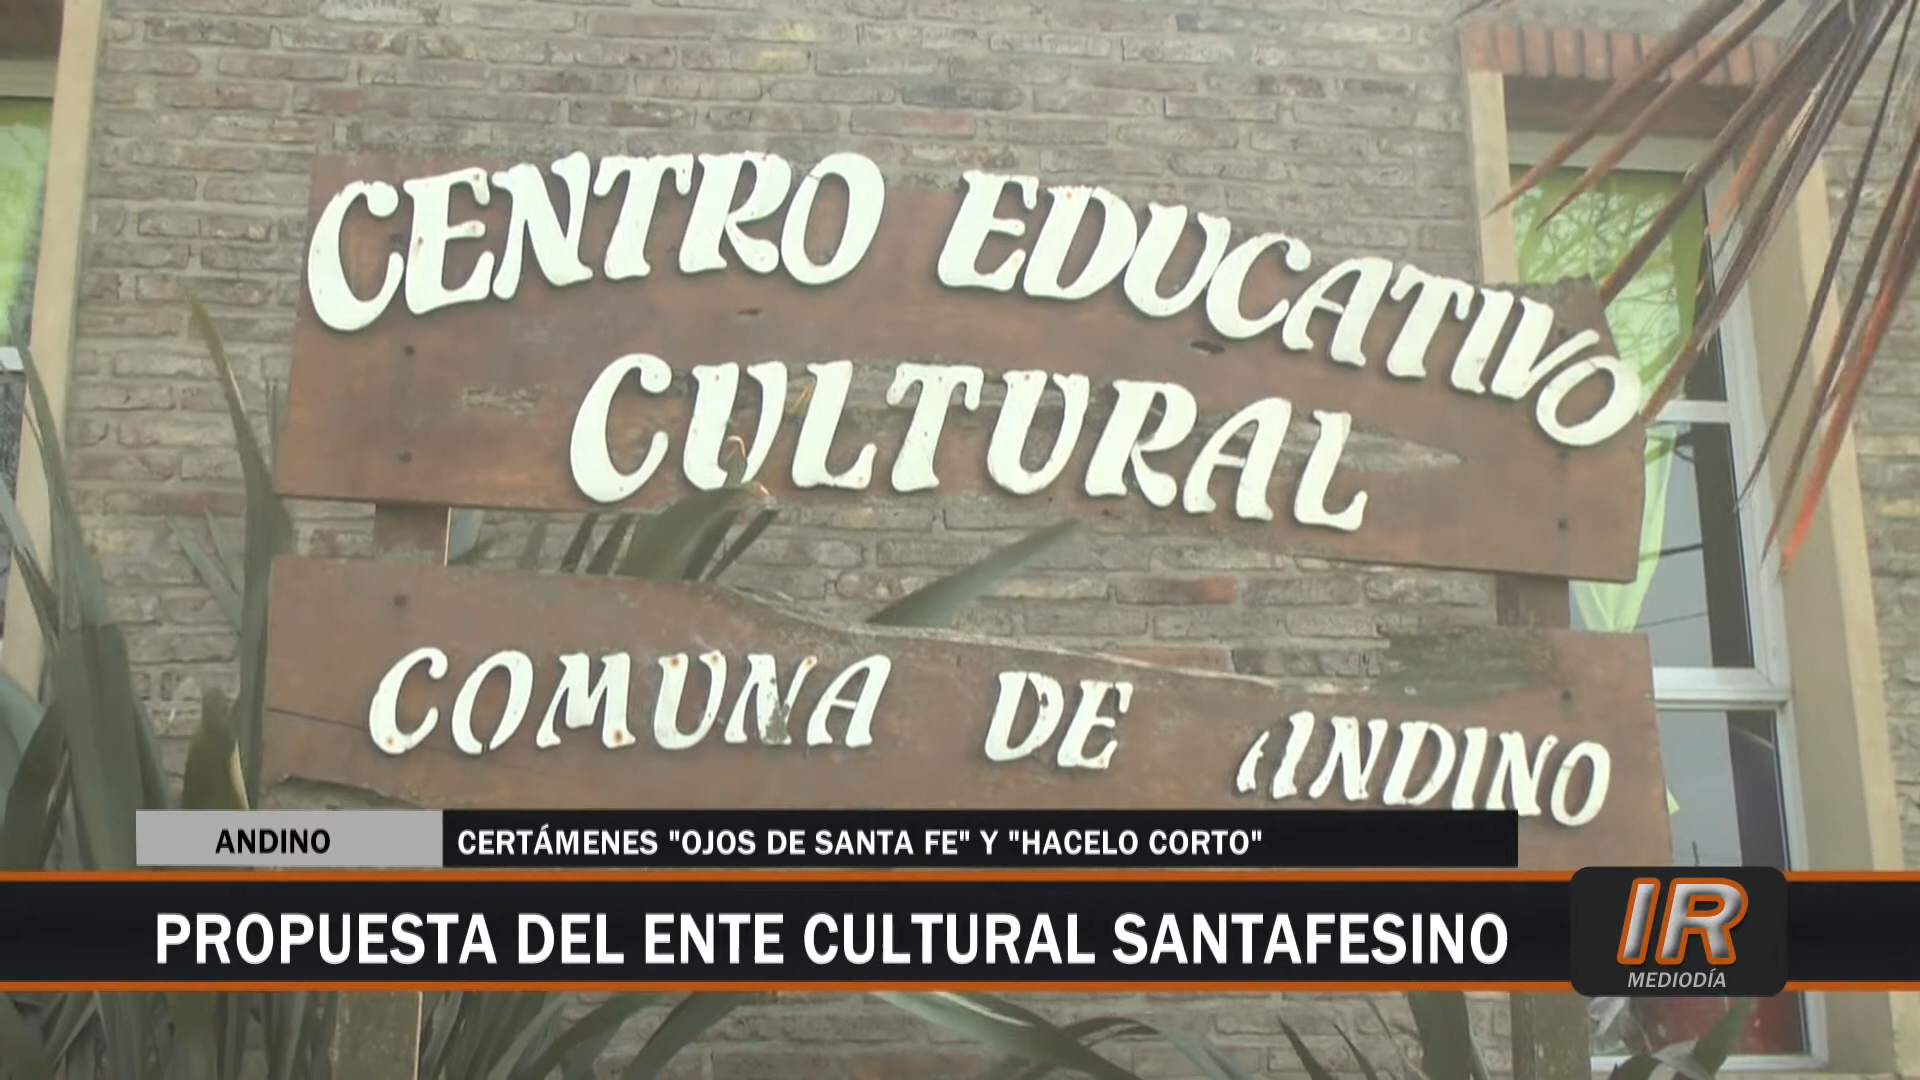 CENTRO EDUCATIVO
CULTURAL
COMUNA DE ANDINO
ANDINO
CERTÁMENES "OJOS DE SANTA FE" Y "HACELO CORTO"
PROPUESTA DEL ENTE CULTURAL SANTAFESINO
IR
MEDIODÍA